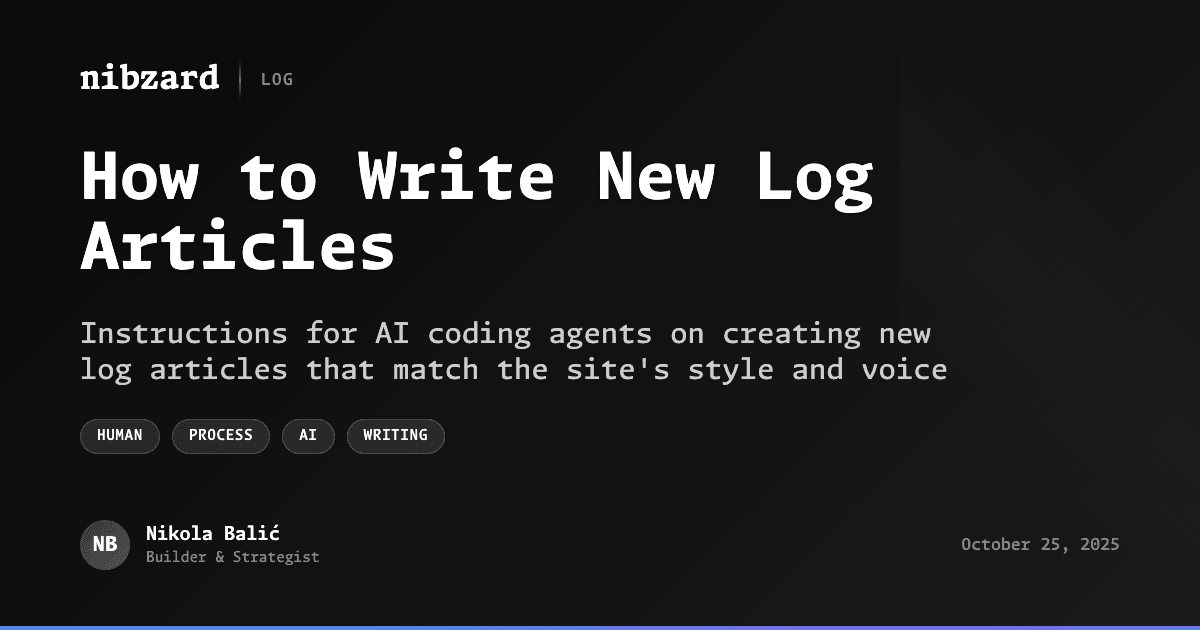 nibzard
LOG
How to Write New Log
Articles
Instructions for AI coding agents on creating new
log articles that match the site's style and voice
HUMAN
PROCESS
AI
WRITING
NB
Nikola Balić
Builder & Strategist
October 25, 2025